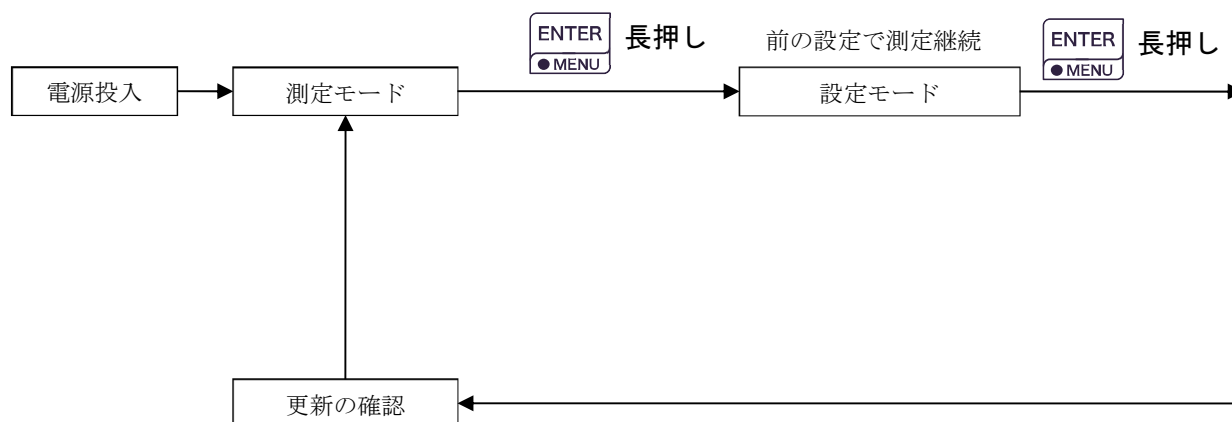 ENTER 長押し
● MENU
前の設定で測定継続
ENTER 長押し
● MENU
電源投入
測定モード
設定モード
更新の確認